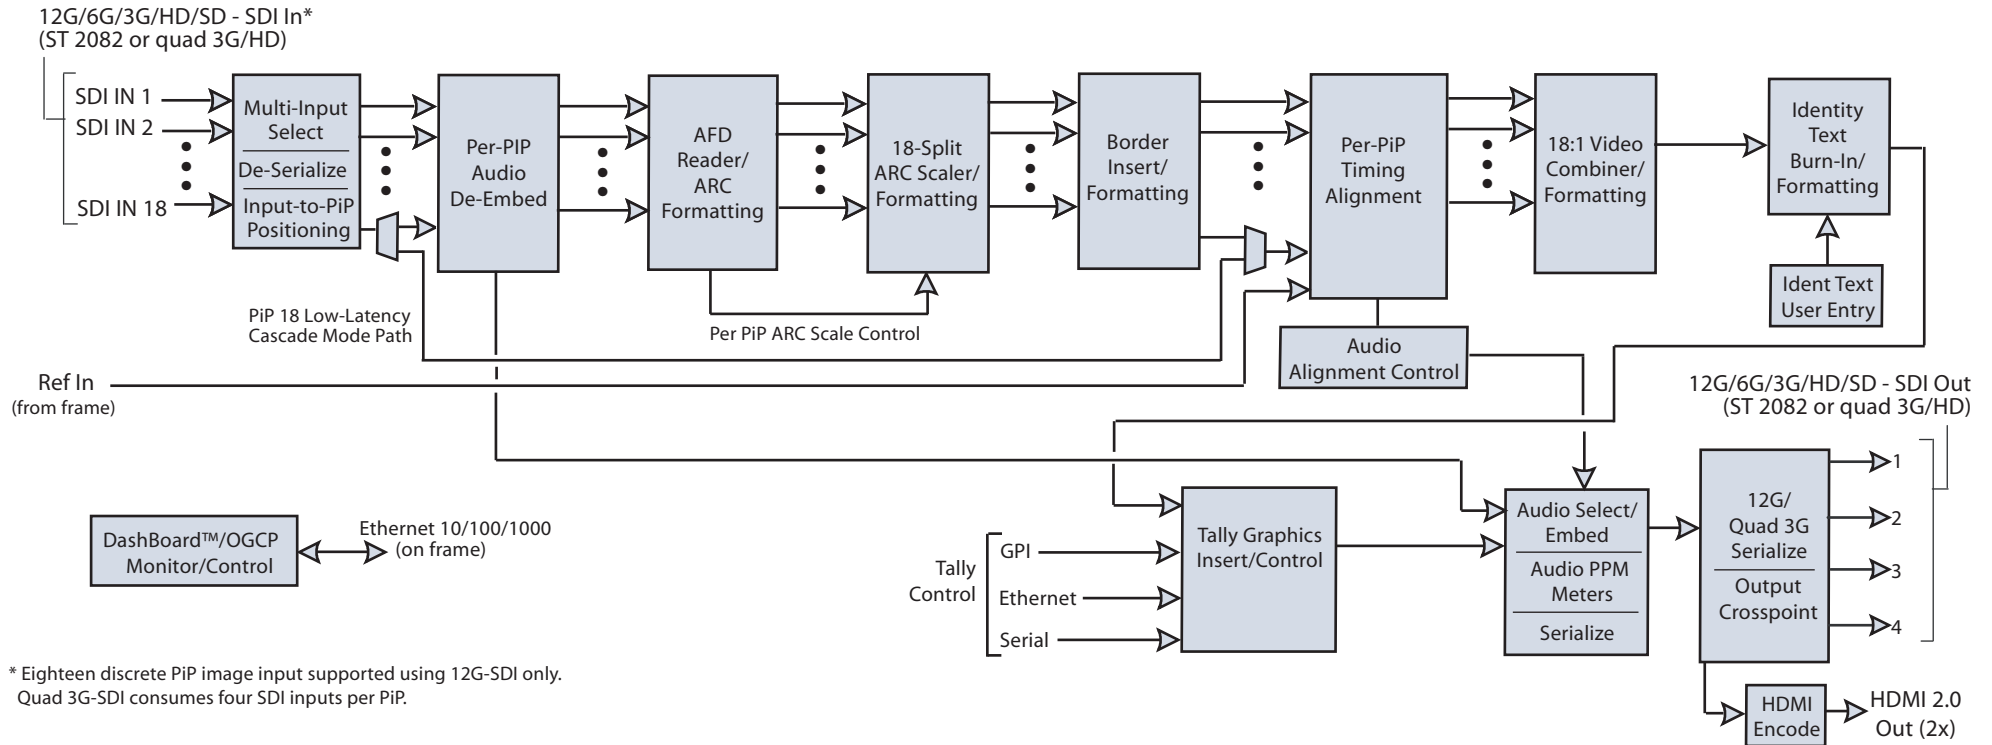 12G/6G/3G/HD/SD - SDI In*
(ST 2082 or quad 3G/HD)
SDI IN 1
SDI IN 2
SDI IN 18
Multi-Input
Select
De-Serialize
Input-to-PiP
Positioning
Per-PIP
Audio
De-Embed
AFD
Reader/
ARC
Formatting
18-Split
ARC Scaler/
Formatting
Border
Insert/
Formatting
Per-PiP
Timing
Alignment
18:1 Video
Combiner/
Formatting
Identity
Text
Burn-In/
Formatting
Ident Text
User Entry
PiP 18 Low-Latency
Cascade Mode Path
Per PiP ARC Scale Control
Audio
Alignment Control
Ref In
(from frame)
12G/6G/3G/HD/SD - SDI Out
(ST 2082 or quad 3G/HD)
DashBoard™/OGCP
Monitor/Control
Ethernet 10/100/1000
(on frame)
Tally
Control
GPI
Ethernet
Serial
Tally Graphics
Insert/Control
Audio Select/
Embed
Audio PPM
Meters
Serialize
12G/
Quad 3G
Serialize
Output
Crosspoint
1
2
3
4
HDMI
Encode
HDMI 2.0
Out (2x)
* Eighteen discrete PiP image input supported using 12G-SDI only.
Quad 3G-SDI consumes four SDI inputs per PiP.